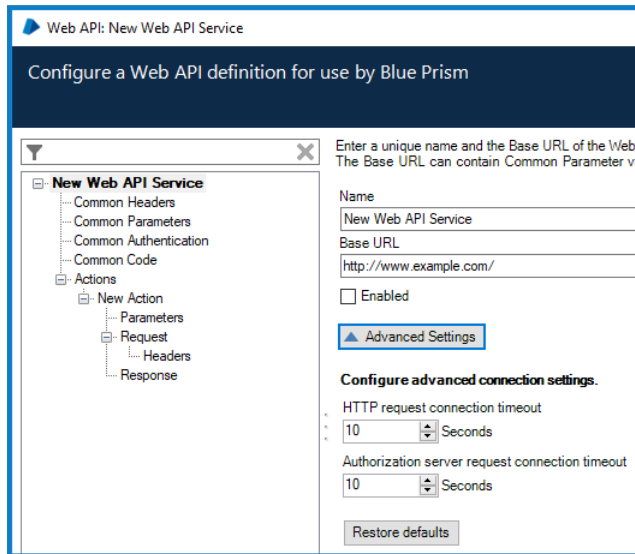 Web API: New Web API Service
Configure a Web API definition for use by Blue Prism
New Web API Service
Common Headers
Common Parameters
Common Authentication
Common Code
Actions
New Action
Parameters
Request
Headers
Response
Enter a unique name and the Base URL of the Web
The Base URL can contain Common Parameter v
Name
New Web API Service
Base URL
http://www.example.com/
Enabled
Advanced Settings
Configure advanced connection settings.
HTTP request connection timeout
10 Seconds
Authorization server request connection timeout
10 Seconds
Restore defaults